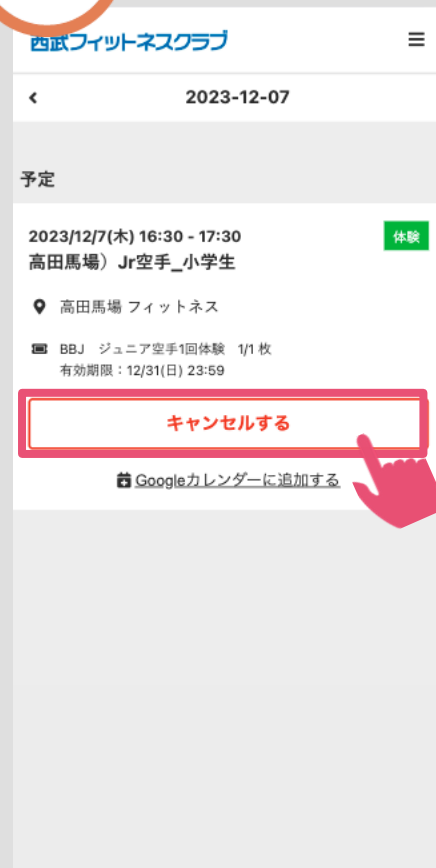 西武フィットネスクラブ
2023-12-07
予定
2023/12/7(木) 16:30 - 17:30
体験
高田馬場）Jr空手_小学生
高田馬場 フィットネス
BBJ　ジュニア空手1回体験　1/1 枚
有効期限：12/31(日) 23:59
キャンセルする
Googleカレンダーに追加する